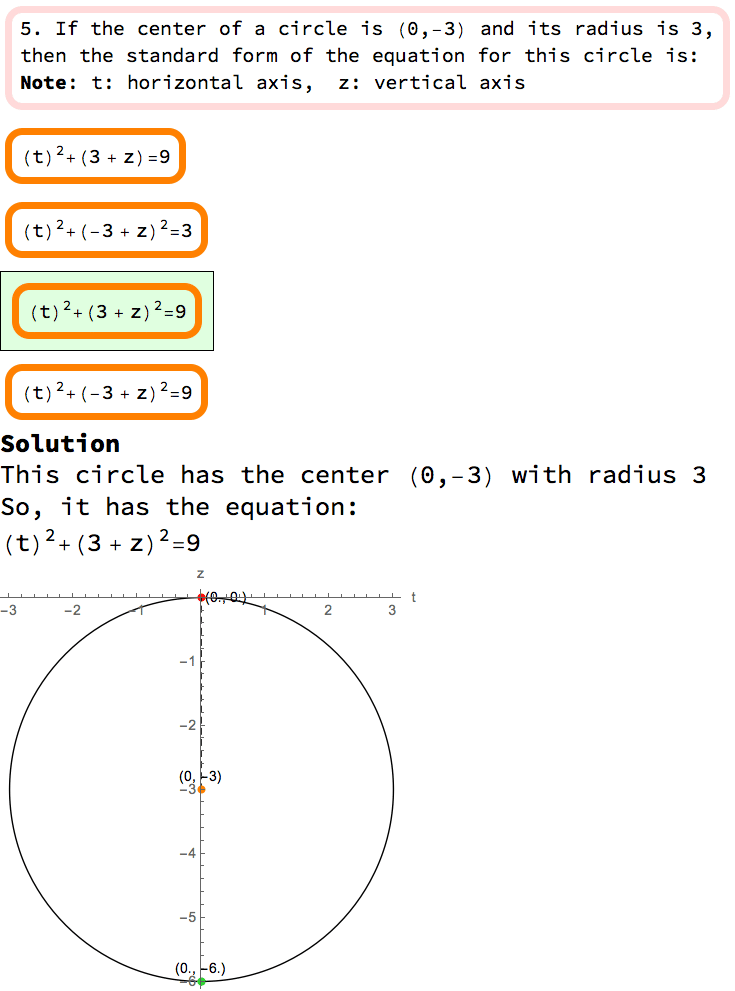 5. If the center of a circle is (0,-3) and its radius is 3,
then the standard form of the equation for this circle is:
Note: t: horizontal axis, z: vertical axis
(t)²+(3 + z)=9
(t)²+(-3 + z)²=3
(t)²+(3 + z)²=9
(t)²+(-3 + z)²=9
Solution
This circle has the center (0,-3) with radius 3
So, it has the equation:
(t)²+(3 + z)²=9
z
(0., 0.) t
-3 -2 -1 1 2 3
-1
-2
(0, -3)
-3
-4
-5
(0., -6.)
-6